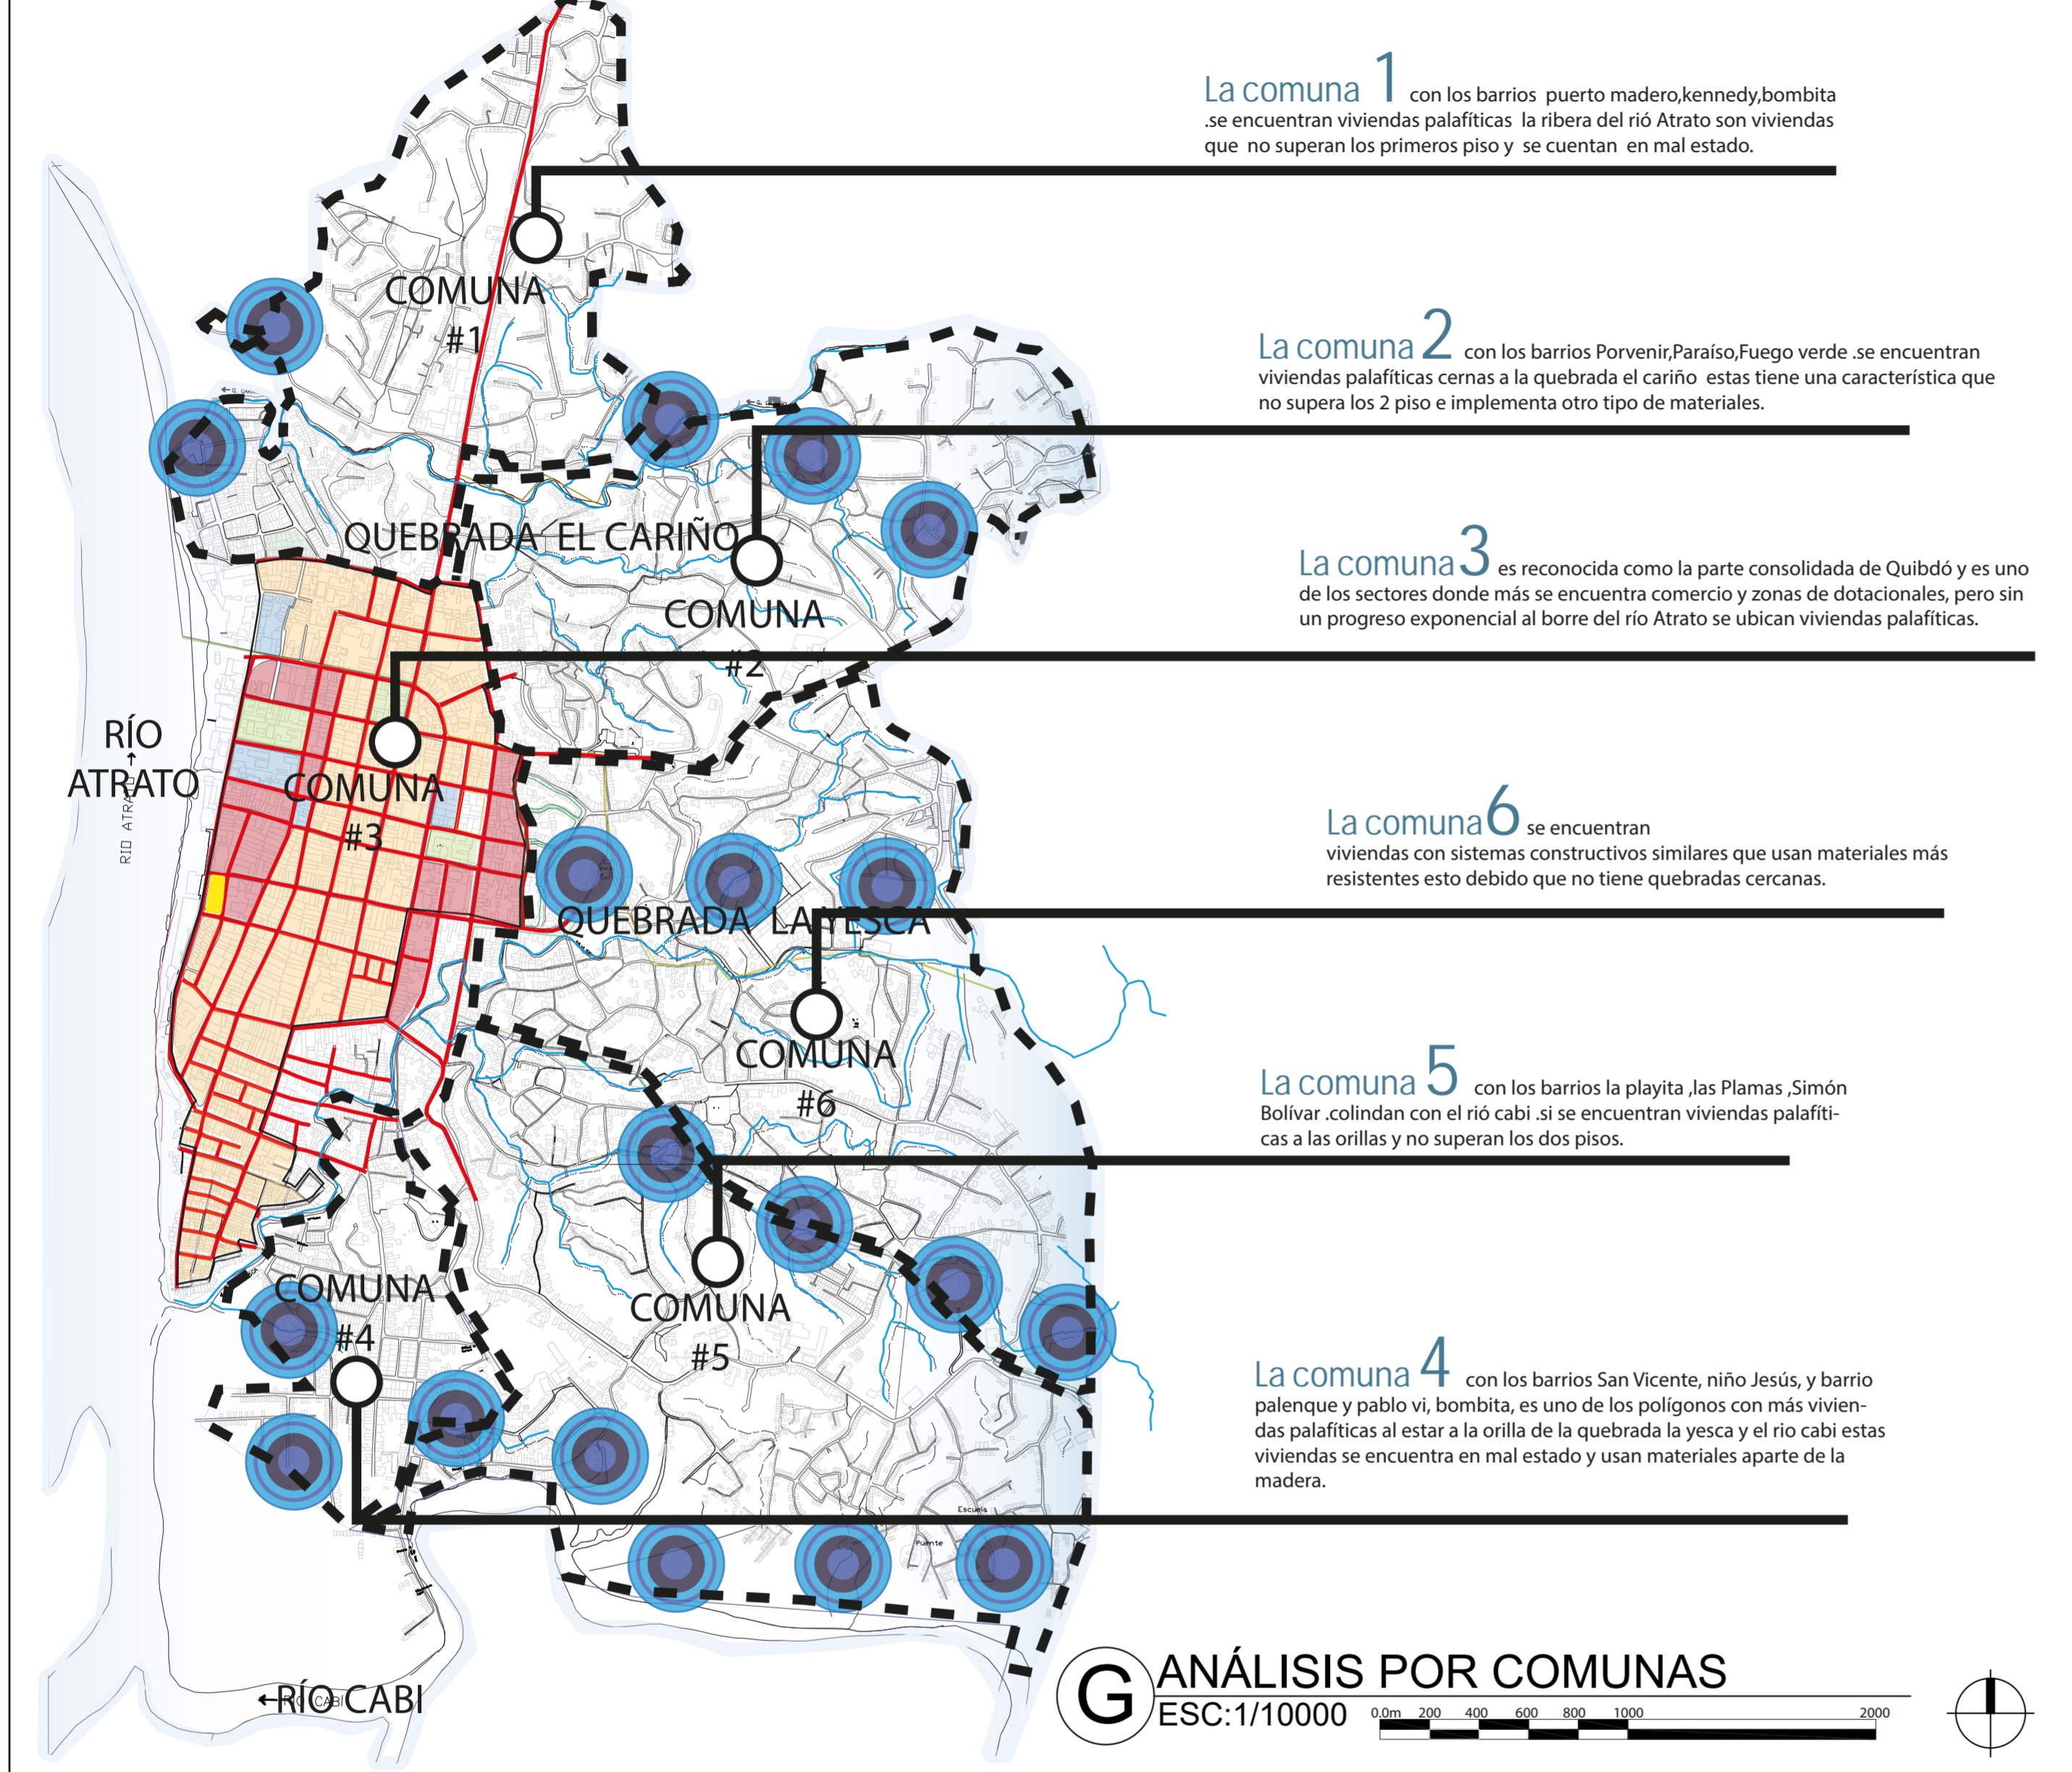 La comuna 1 con los barrios puerto madero,kennedy,bombita
.se encuentran viviendas palafíticas la ribera del rió Atrato son viviendas
que no superan los primeros piso y se cuentan en mal estado.
COMUNA
#1
La comuna 2 con los barrios Porvenir,Paraíso,Fuego verde .se encuentran
viviendas palafíticas cernas a la quebrada el cariño estas tiene una característica que
no supera los 2 piso e implementa otro tipo de materiales.
QUEBRADA EL CARIÑO
COMUNA
#2
La comuna 3 es reconocida como la parte consolidada de Quibdó y es uno
de los sectores donde más se encuentra comercio y zonas de dotacionales, pero sin
un progreso exponencial al borre del río Atrato se ubican viviendas palafíticas.
RÍO
ATRATO
RIO ATRATO
COMUNA
#3
La comuna 6 se encuentran
viviendas con sistemas constructivos similares que usan materiales más
resistentes esto debido que no tiene quebradas cercanas.
QUEBRADA LA YESCA
COMUNA
#6
La comuna 5 con los barrios la playita ,las Plamas ,Simón
Bolívar .colindan con el rió cabi .si se encuentran viviendas palafíti-
cas a las orillas y no superan los dos pisos.
COMUNA
#5
COMUNA
#4
La comuna 4 con los barrios San Vicente, niño Jesús, y barrio
palenque y pablo vi, bombita, es uno de los polígonos con más vivien-
das palafíticas al estar a la orilla de la quebrada la yesca y el rio cabi estas
viviendas se encuentra en mal estado y usan materiales aparte de la
madera.
Escuela
Puente
RÍO CABI
RIO CABÍ
G
ANÁLISIS POR COMUNAS
ESC:1/10000
0.0m 200 400 600 800 1000 2000